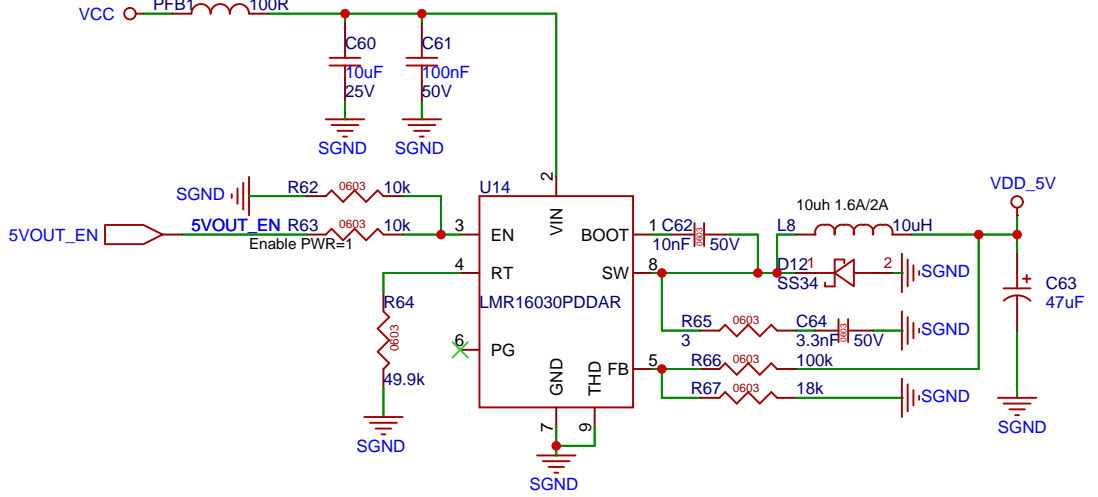 VCC PFB1 100R
C60 C61
10uF 100nF
25V 50V
SGND SGND
SGND R62 0603 10k U14 2 VDD_5V
VIN 10uh 1.6A/2A
5VOUT_EN 5VOUT_EN R63 0603 10k 3 EN BOOT 1 C62 0603 L8 10uH
Enable PWR=1 10nF 50V
4 RT SW 8 D12 1 2 SGND
SS34 C63
R64 LMR16030PDDAR 47uF
0603 R65 0603 C64 0603 SGND
3 3.3nF 50V
6 PG
5 FB R66 0603 100k
49.9k GND THD R67 0603 18k SGND
7 9
SGND SGND
SGND